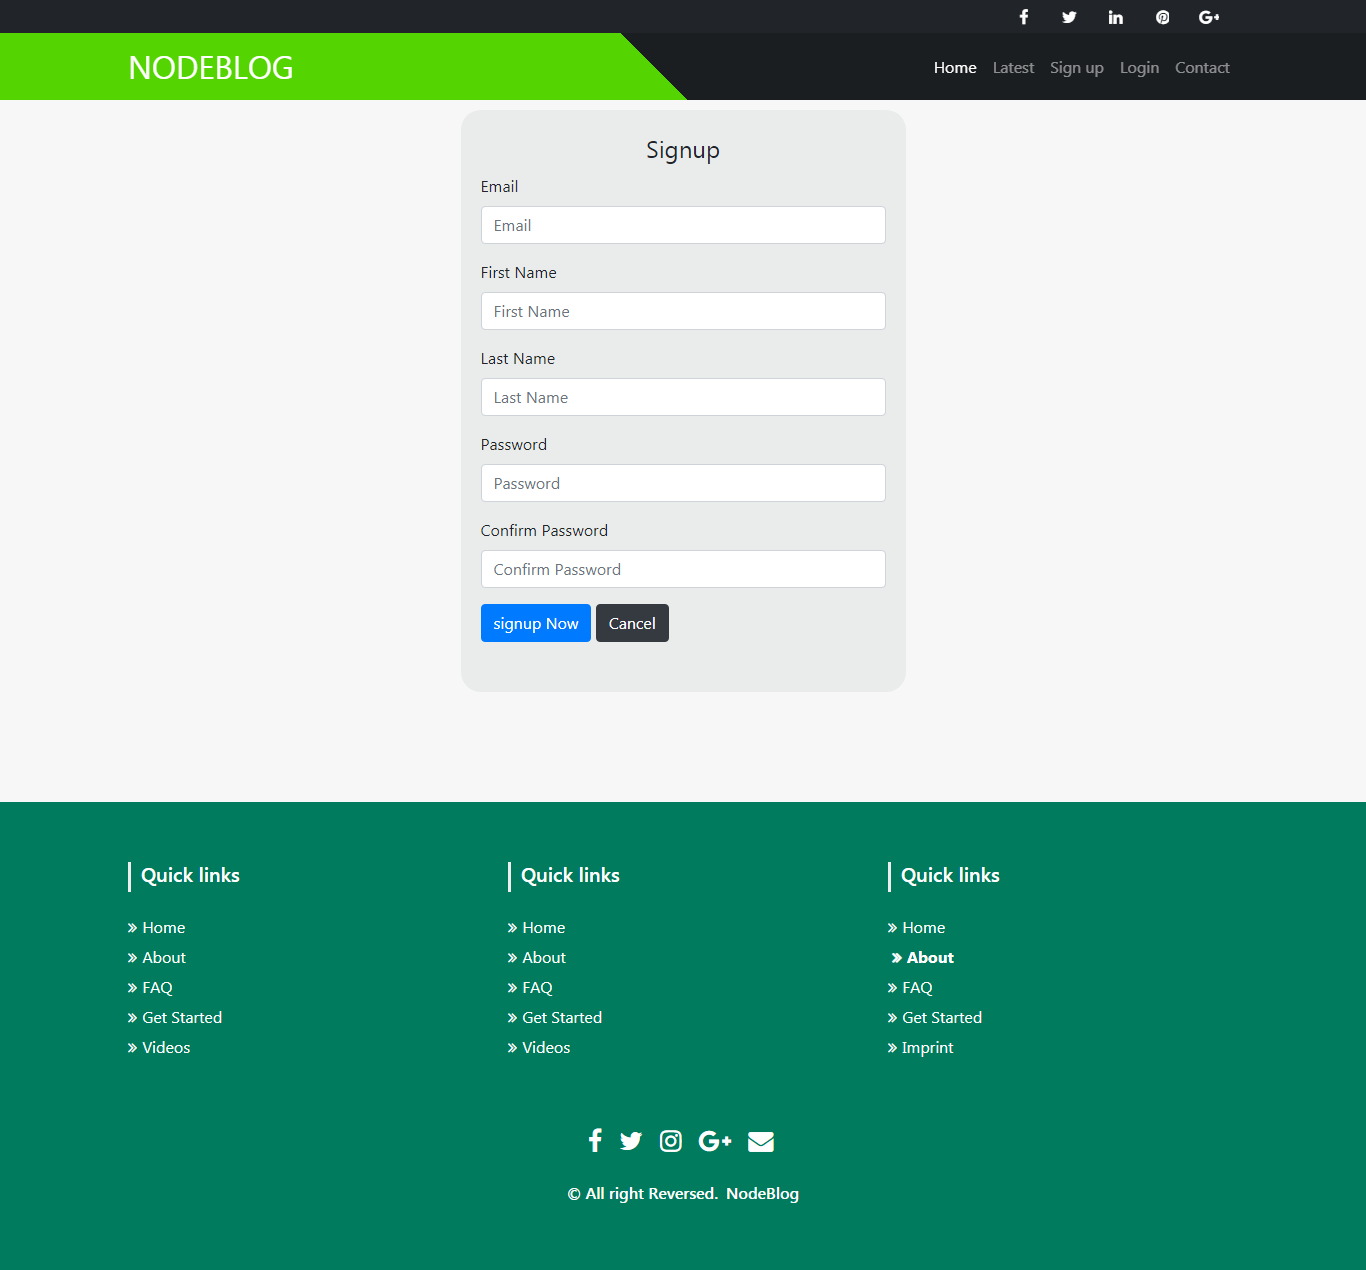 NODEBLOG
Home Latest Sign up Login Contact
Signup
Email
Email
First Name
First Name
Last Name
Last Name
Password
Password
Confirm Password
Confirm Password
signup Now Cancel
Quick links
Home
About
FAQ
Get Started
Videos
Quick links
Home
About
FAQ
Get Started
Videos
Quick links
Home
About
FAQ
Get Started
Imprint
© All right Reversed. NodeBlog